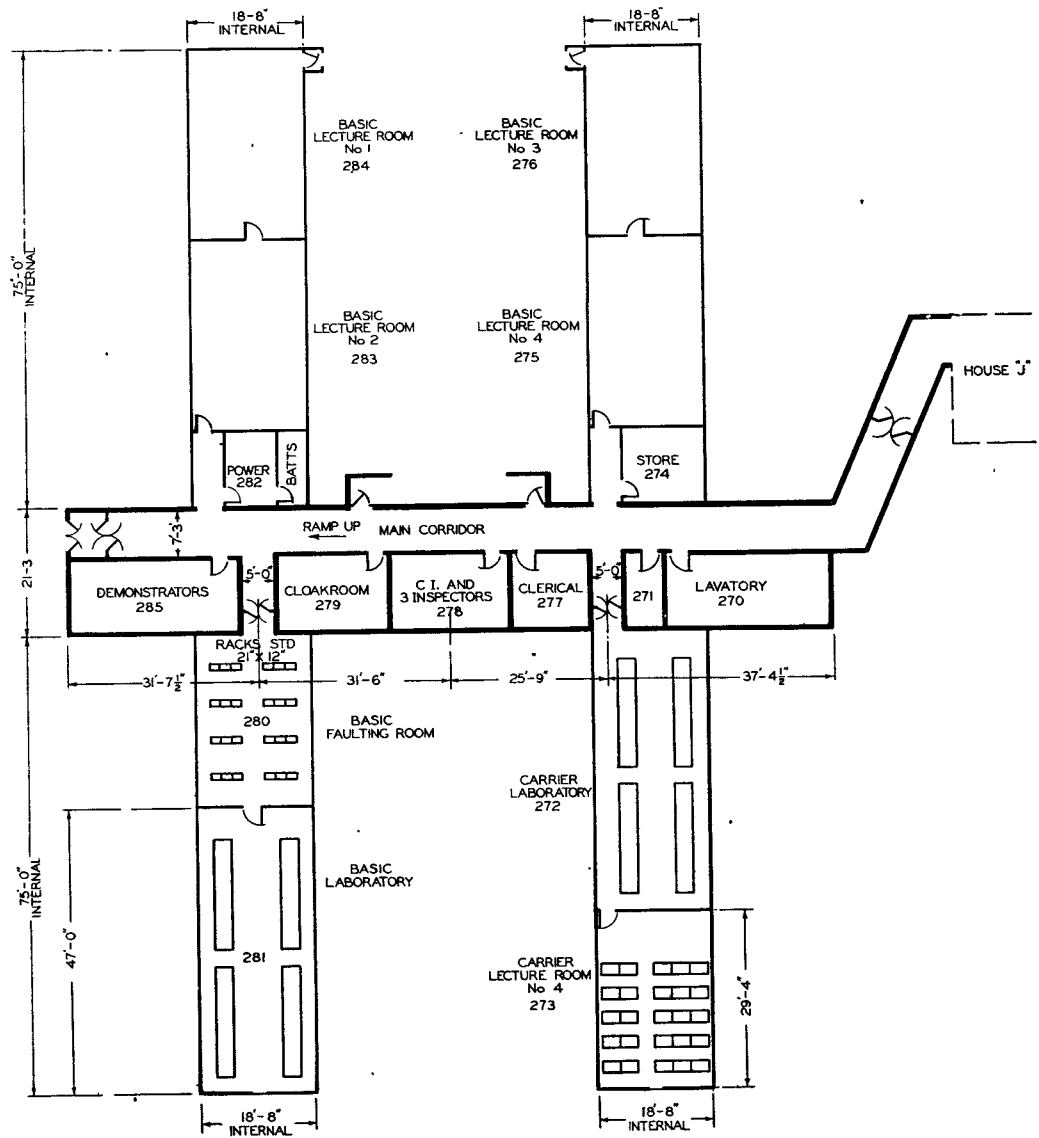 18'-8"
INTERNAL
18'-8"
INTERNAL
BASIC
LECTURE ROOM
No 1
284
BASIC
LECTURE ROOM
No 3
276
75'-0"
INTERNAL
BASIC
LECTURE ROOM
No 2
283
BASIC
LECTURE ROOM
No 4
275
HOUSE "J"
POWER
282
BATTS
STORE
274
21'-3
7'-3"
RAMP UP
MAIN CORRIDOR
DEMONSTRATORS
285
5'-0"
CLOAKROOM
279
C I. AND
3 INSPECTORS
278
CLERICAL
277
5'-0"
271
LAVATORY
270
RACKS STD
21" X 12"
31'-7½"
31'-6"
25'-9"
37'-4½"
280
BASIC
FAULTING ROOM
CARRIER
LABORATORY
272
75'-0"
INTERNAL
47'-0"
BASIC
LABORATORY
281
CARRIER
LECTURE ROOM
No 4
273
29'-4"
18'-8"
INTERNAL
18'-8"
INTERNAL